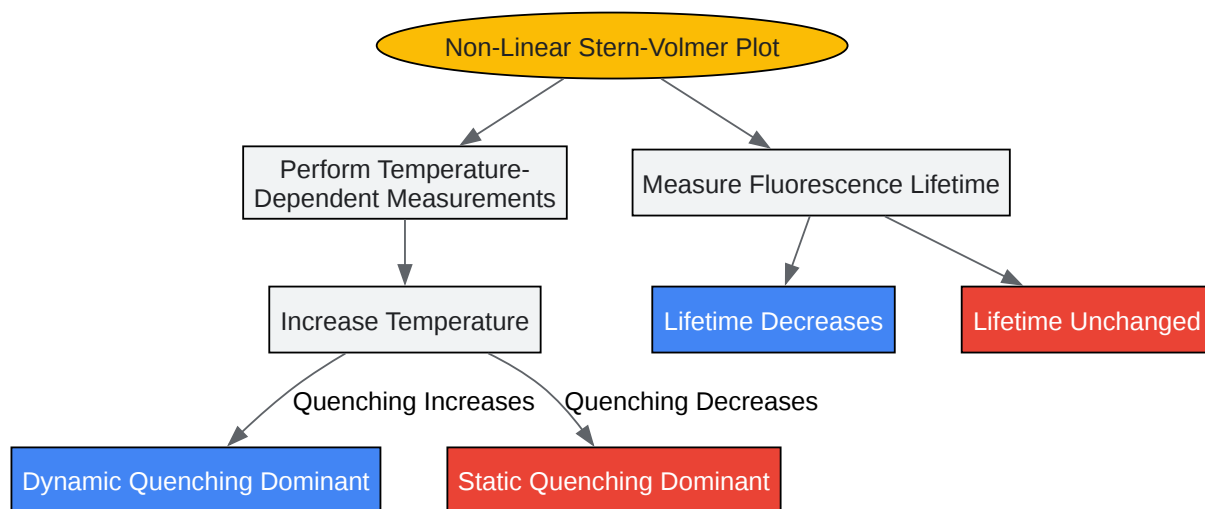 Non-Linear Stern-Volmer Plot
Perform Temperature-
Dependent Measurements
Measure Fluorescence Lifetime
Increase Temperature
Lifetime Decreases
Lifetime Unchanged
Quenching Increases
Quenching Decreases
Dynamic Quenching Dominant
Static Quenching Dominant